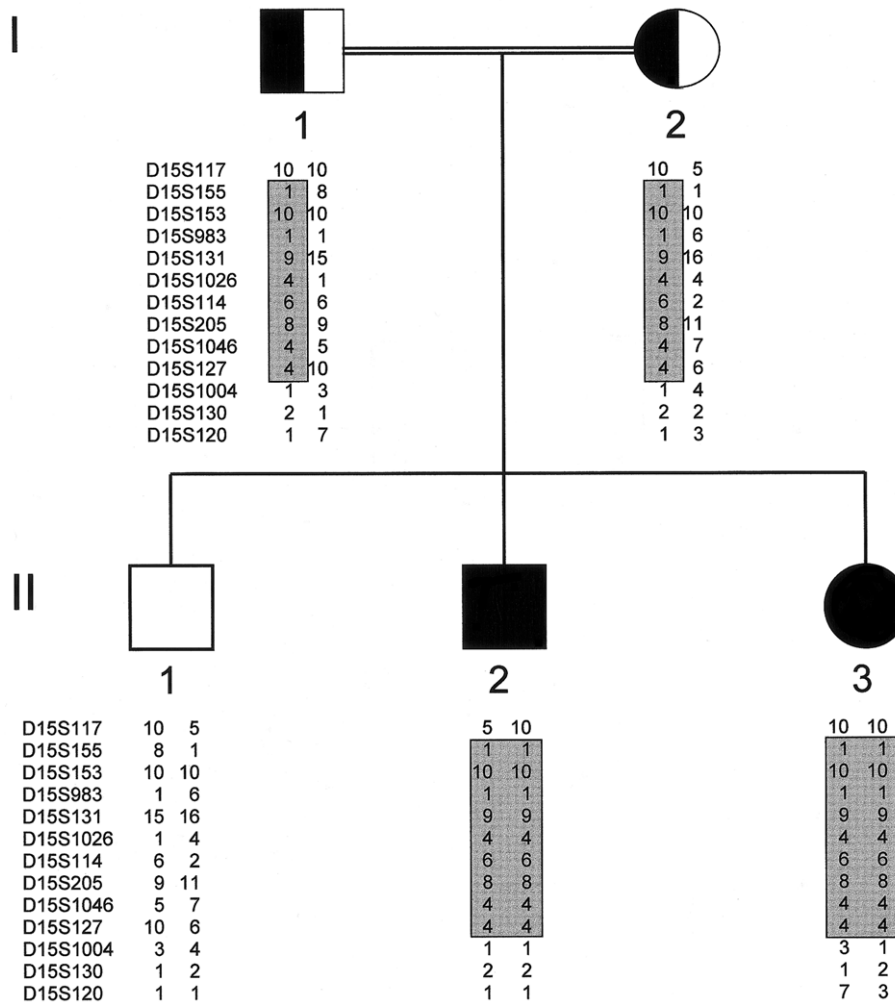 I
1 2
D15S117 10 10 10 5
D15S155 1 8 1 1
D15S153 10 10 10 10
D15S983 1 1 1 6
D15S131 9 15 9 16
D15S1026 4 1 4 4
D15S114 6 6 6 2
D15S205 8 9 8 11
D15S1046 4 5 4 7
D15S127 4 10 4 6
D15S1004 1 3 1 4
D15S130 2 1 2 2
D15S120 1 7 1 3
II
1 2 3
D15S117 10 5 5 10 10 10
D15S155 8 1 1 1 1 1
D15S153 10 10 10 10 10 10
D15S983 1 6 1 1 1 1
D15S131 15 16 9 9 9 9
D15S1026 1 4 4 4 4 4
D15S114 6 2 6 6 6 6
D15S205 9 11 8 8 8 8
D15S1046 5 7 4 4 4 4
D15S127 10 6 4 4 4 4
D15S1004 3 4 1 1 3 1
D15S130 1 2 2 2 1 2
D15S120 1 1 1 1 7 3